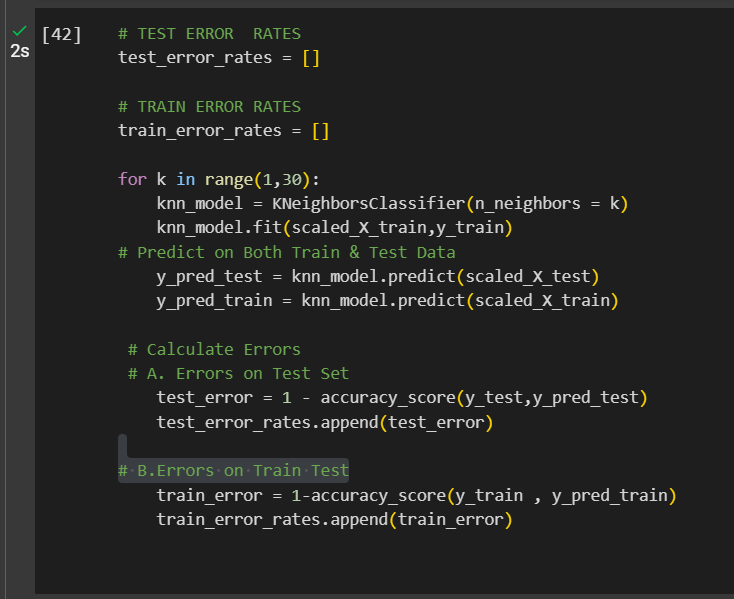 [42]
2s
# TEST ERROR  RATES
test_error_rates = []
# TRAIN ERROR RATES
train_error_rates = []
for k in range(1,30):
    knn_model = KNeighborsClassifier(n_neighbors = k)
    knn_model.fit(scaled_X_train,y_train)
# Predict on Both Train & Test Data
    y_pred_test = knn_model.predict(scaled_X_test)
    y_pred_train = knn_model.predict(scaled_X_train)
 # Calculate Errors
 # A. Errors on Test Set
    test_error = 1 - accuracy_score(y_test,y_pred_test)
    test_error_rates.append(test_error)
# B.Errors on Train Test
    train_error = 1-accuracy_score(y_train , y_pred_train)
    train_error_rates.append(train_error)